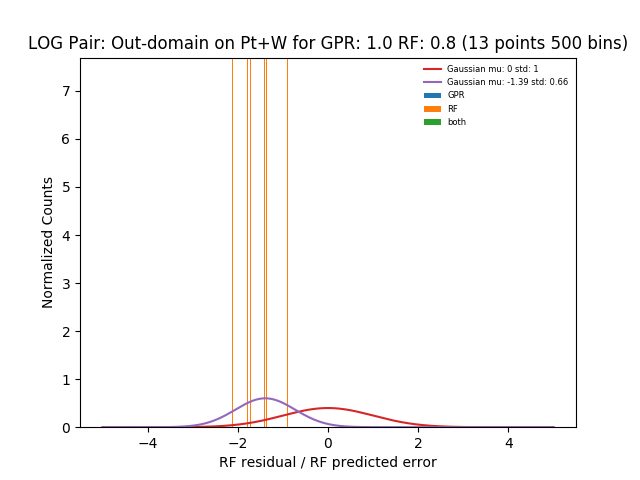 LOG Pair: Out-domain on Pt+W for GPR: 1.0 RF: 0.8 (13 points 500 bins)
Gaussian mu: 0 std: 1
Gaussian mu: -1.39 std: 0.66
GPR
RF
both
Normalized Counts
7
6
5
4
3
2
1
0
−4 −2 0 2 4
RF residual / RF predicted error